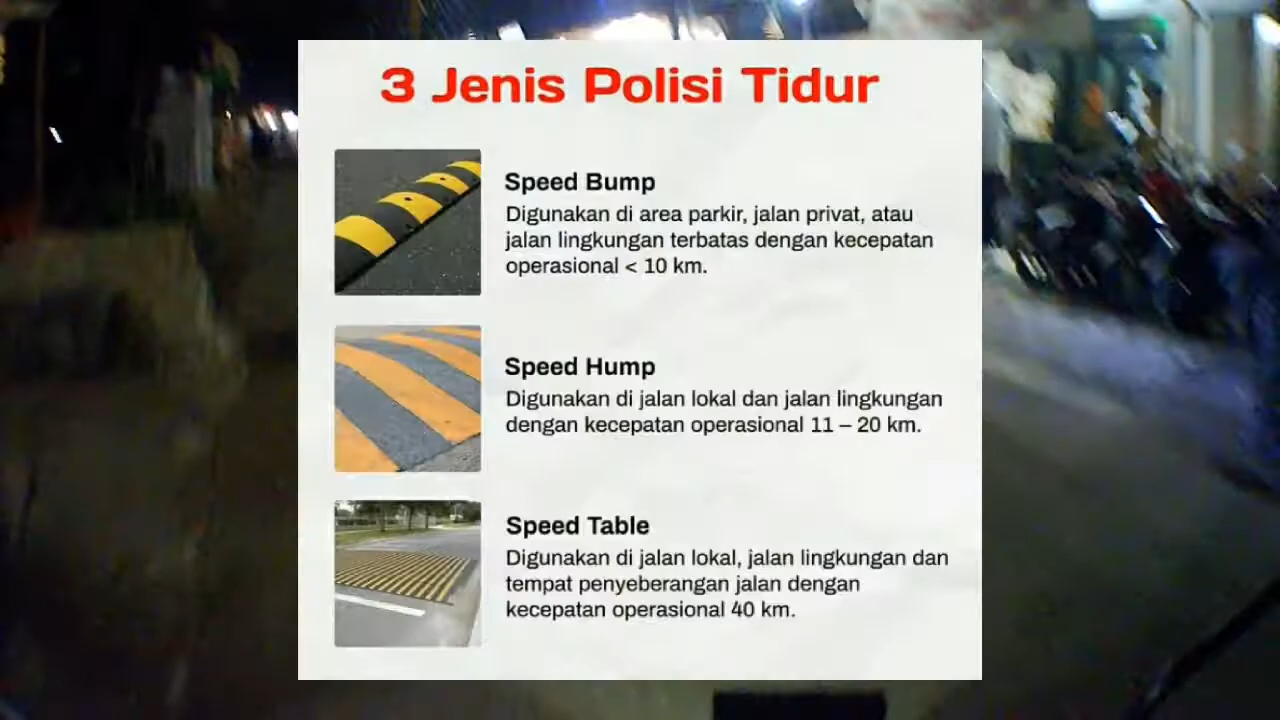 3 Jenis Polisi Tidur
Speed Bump
Digunakan di area parkir, jalan privat, atau
jalan lingkungan terbatas dengan kecepatan
operasional < 10 km.
Speed Hump
Digunakan di jalan lokal dan jalan lingkungan
dengan kecepatan operasional 11 – 20 km.
Speed Table
Digunakan di jalan lokal, jalan lingkungan dan
tempat penyeberangan jalan dengan
kecepatan operasional 40 km.